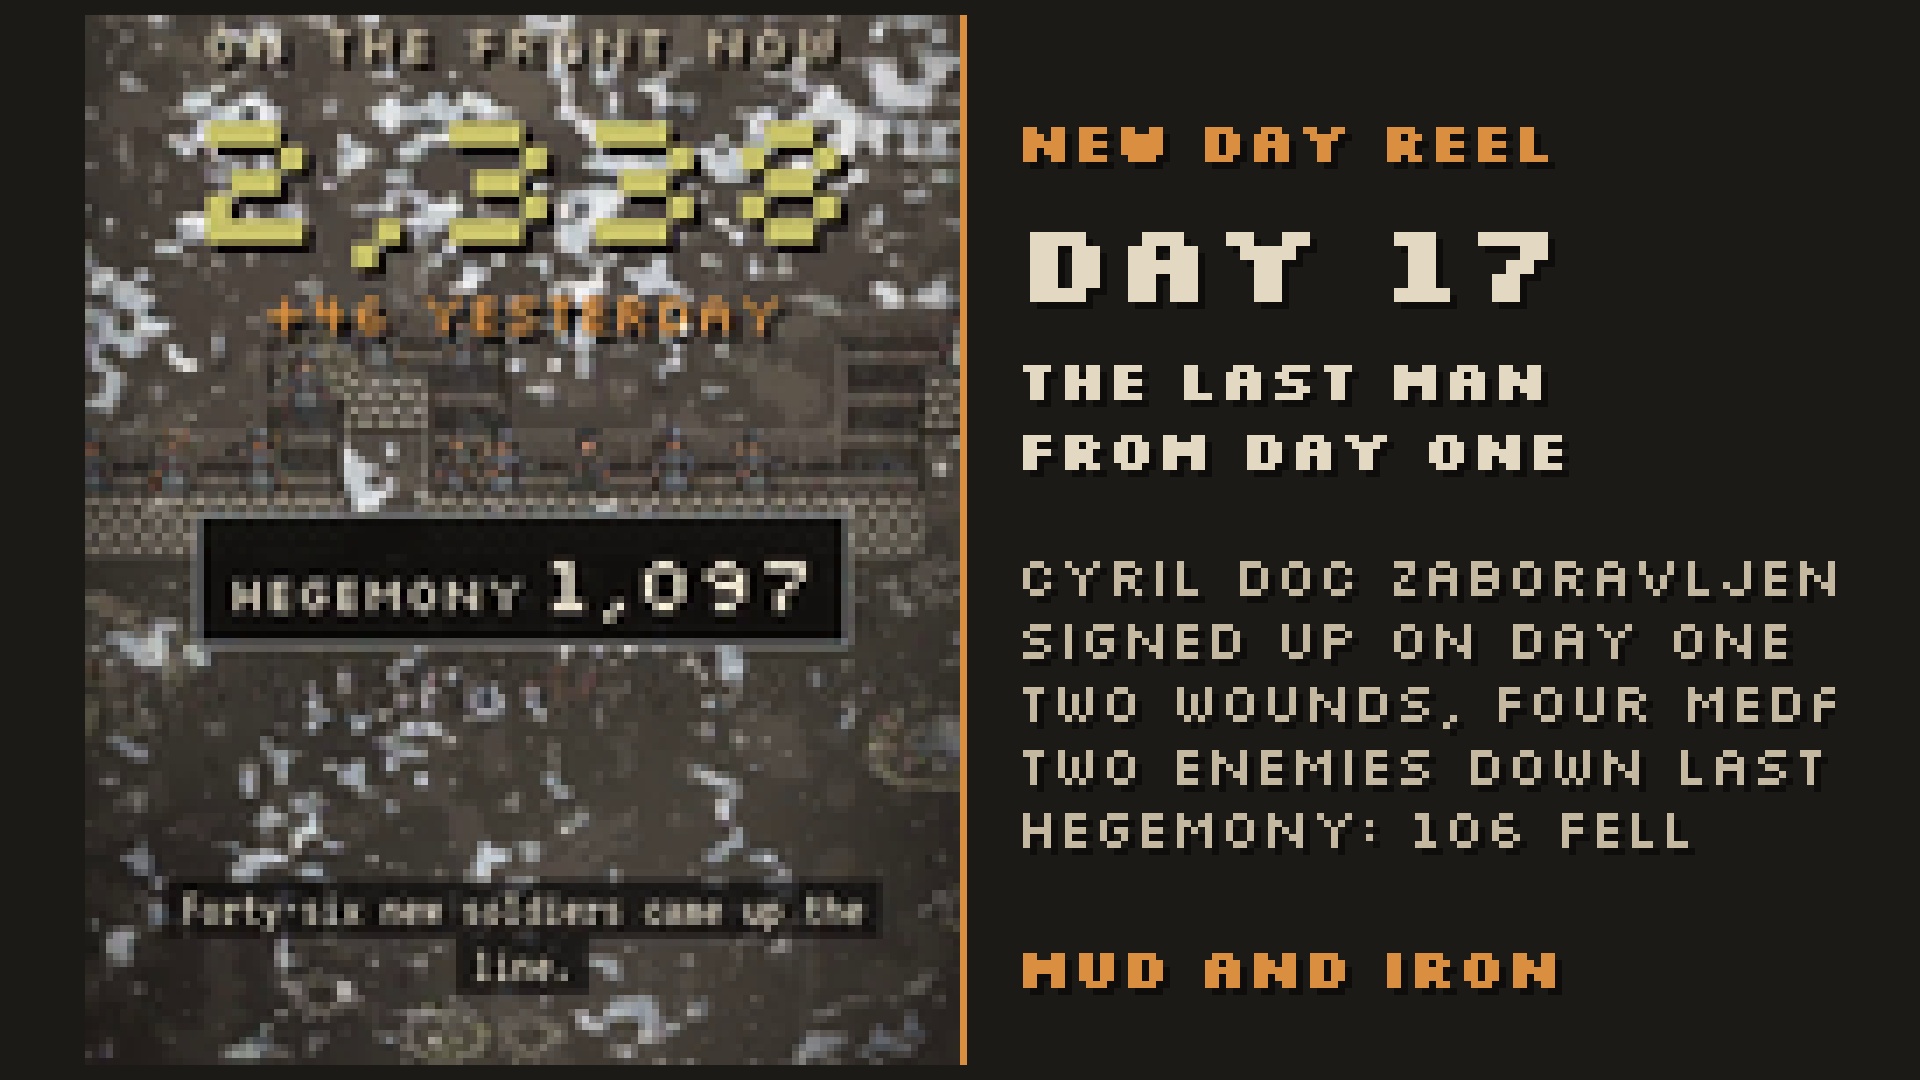 ON THE FRONT NOW
2,338
+46 YESTERDAY
HEGEMONY 1,097
Forty-six new soldiers came up the
line.
NEW DAY REEL
DAY 17
THE LAST MAN
FROM DAY ONE
CYRIL DOC ZABORAVLJEN
SIGNED UP ON DAY ONE
TWO WOUNDS, FOUR MEDA
TWO ENEMIES DOWN LAST
HEGEMONY: 106 FELL
MUD AND IRON